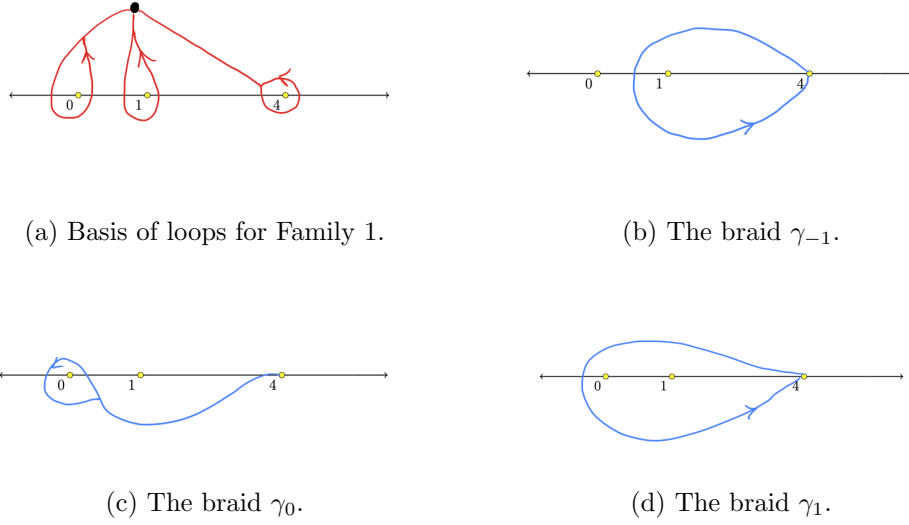 0 1 4
0 1 4
(a) Basis of loops for Family 1.
(b) The braid γ₋₁.
0 1 4
0 1 4
(c) The braid γ₀.
(d) The braid γ₁.